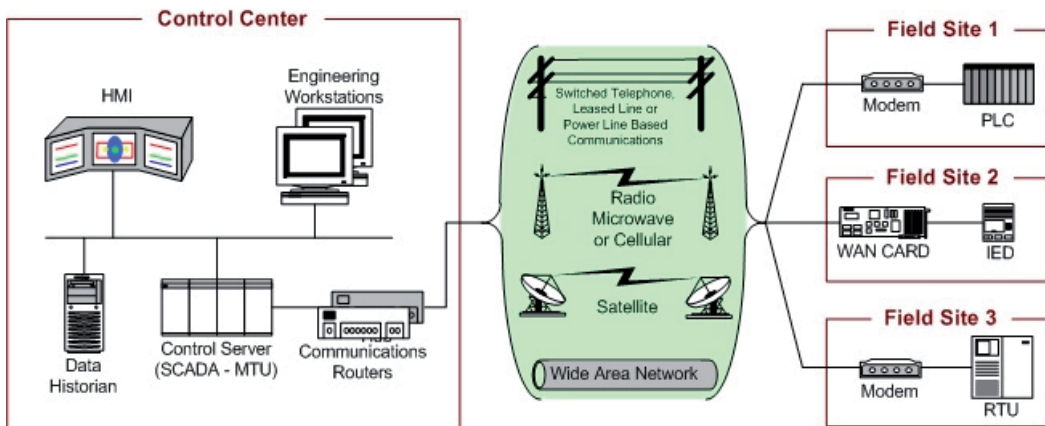 Control Center
HMI
Engineering
Workstations
Data
Historian
Control Server
(SCADA - MTU)
Communications
Routers
Switched Telephone,
Leased Line or
Power Line Based
Communications
Radio
Microwave
or Cellular
Satellite
Wide Area Network
Field Site 1
Modem
PLC
Field Site 2
WAN CARD
IED
Field Site 3
Modem
RTU